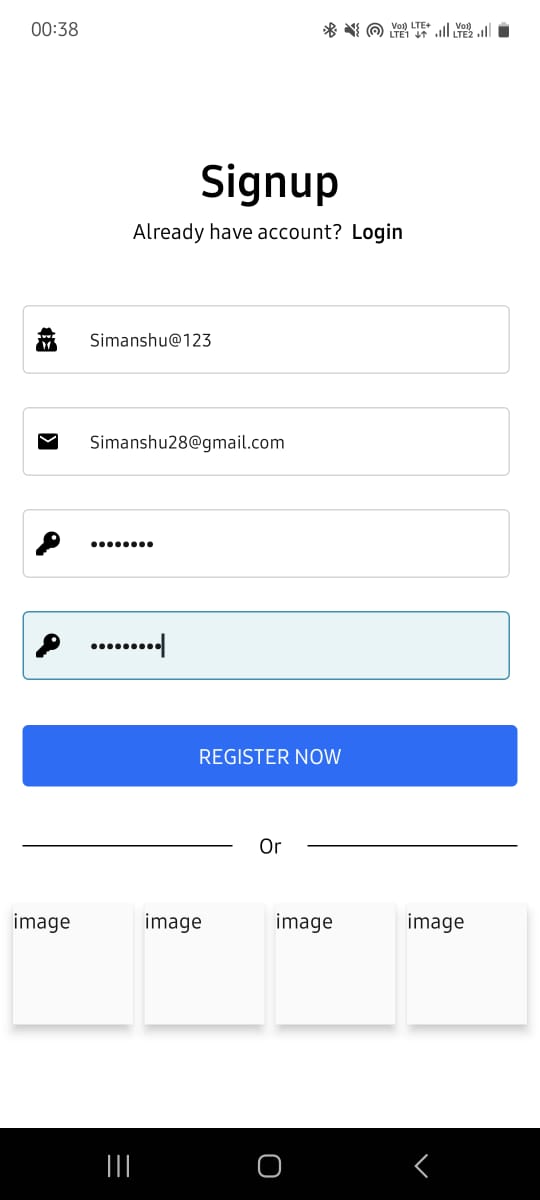 00:38
Vo)) LTE+ Vo))
LTE1 LTE2
Signup
Already have account? Login
Simanshu@123
Simanshu28@gmail.com
••••••••
•••••••••
REGISTER NOW
Or
image image image image